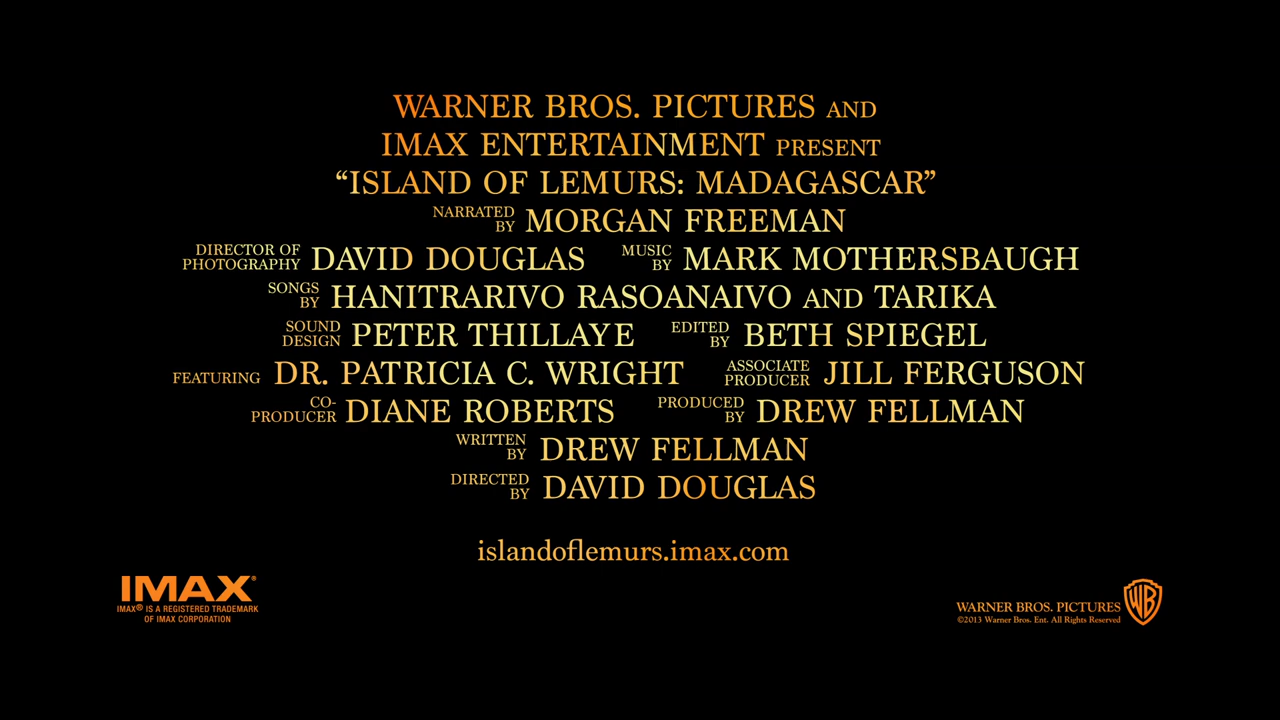 WARNER BROS. PICTURES AND
IMAX ENTERTAINMENT PRESENT
“ISLAND OF LEMURS: MADAGASCAR”
NARRATED BY MORGAN FREEMAN
DIRECTOR OF PHOTOGRAPHY DAVID DOUGLAS MUSIC BY MARK MOTHERSBAUGH
SONGS BY HANITRARIVO RASOANAIVO AND TARIKA
SOUND DESIGN PETER THILLAYE EDITED BY BETH SPIEGEL
FEATURING DR. PATRICIA C. WRIGHT ASSOCIATE PRODUCER JILL FERGUSON
CO-PRODUCER DIANE ROBERTS PRODUCED BY DREW FELLMAN
WRITTEN BY DREW FELLMAN
DIRECTED BY DAVID DOUGLAS
islandoflemurs.imax.com
IMAX®
IMAX® IS A REGISTERED TRADEMARK
OF IMAX CORPORATION
WARNER BROS. PICTURES WB
©2013 Warner Bros. Ent. All Rights Reserved